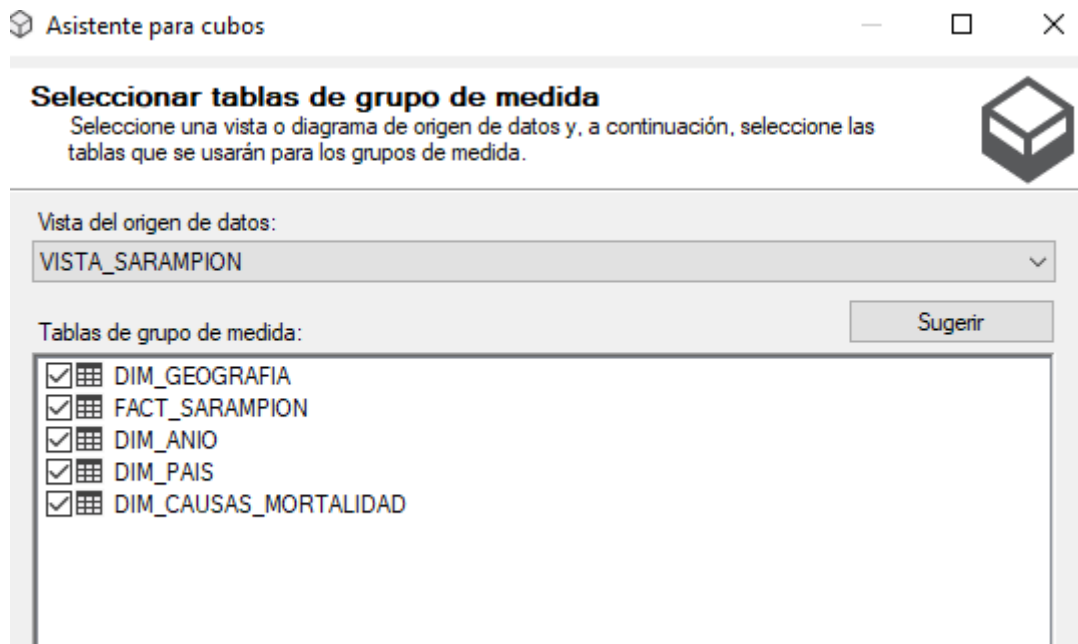 Asistente para cubos
Seleccionar tablas de grupo de medida
Seleccione una vista o diagrama de origen de datos y, a continuación, seleccione las
tablas que se usarán para los grupos de medida.
Vista del origen de datos:
VISTA_SARAMPION
Tablas de grupo de medida:
Sugerir
DIM_GEOGRAFIA
FACT_SARAMPION
DIM_ANIO
DIM_PAIS
DIM_CAUSAS_MORTALIDAD